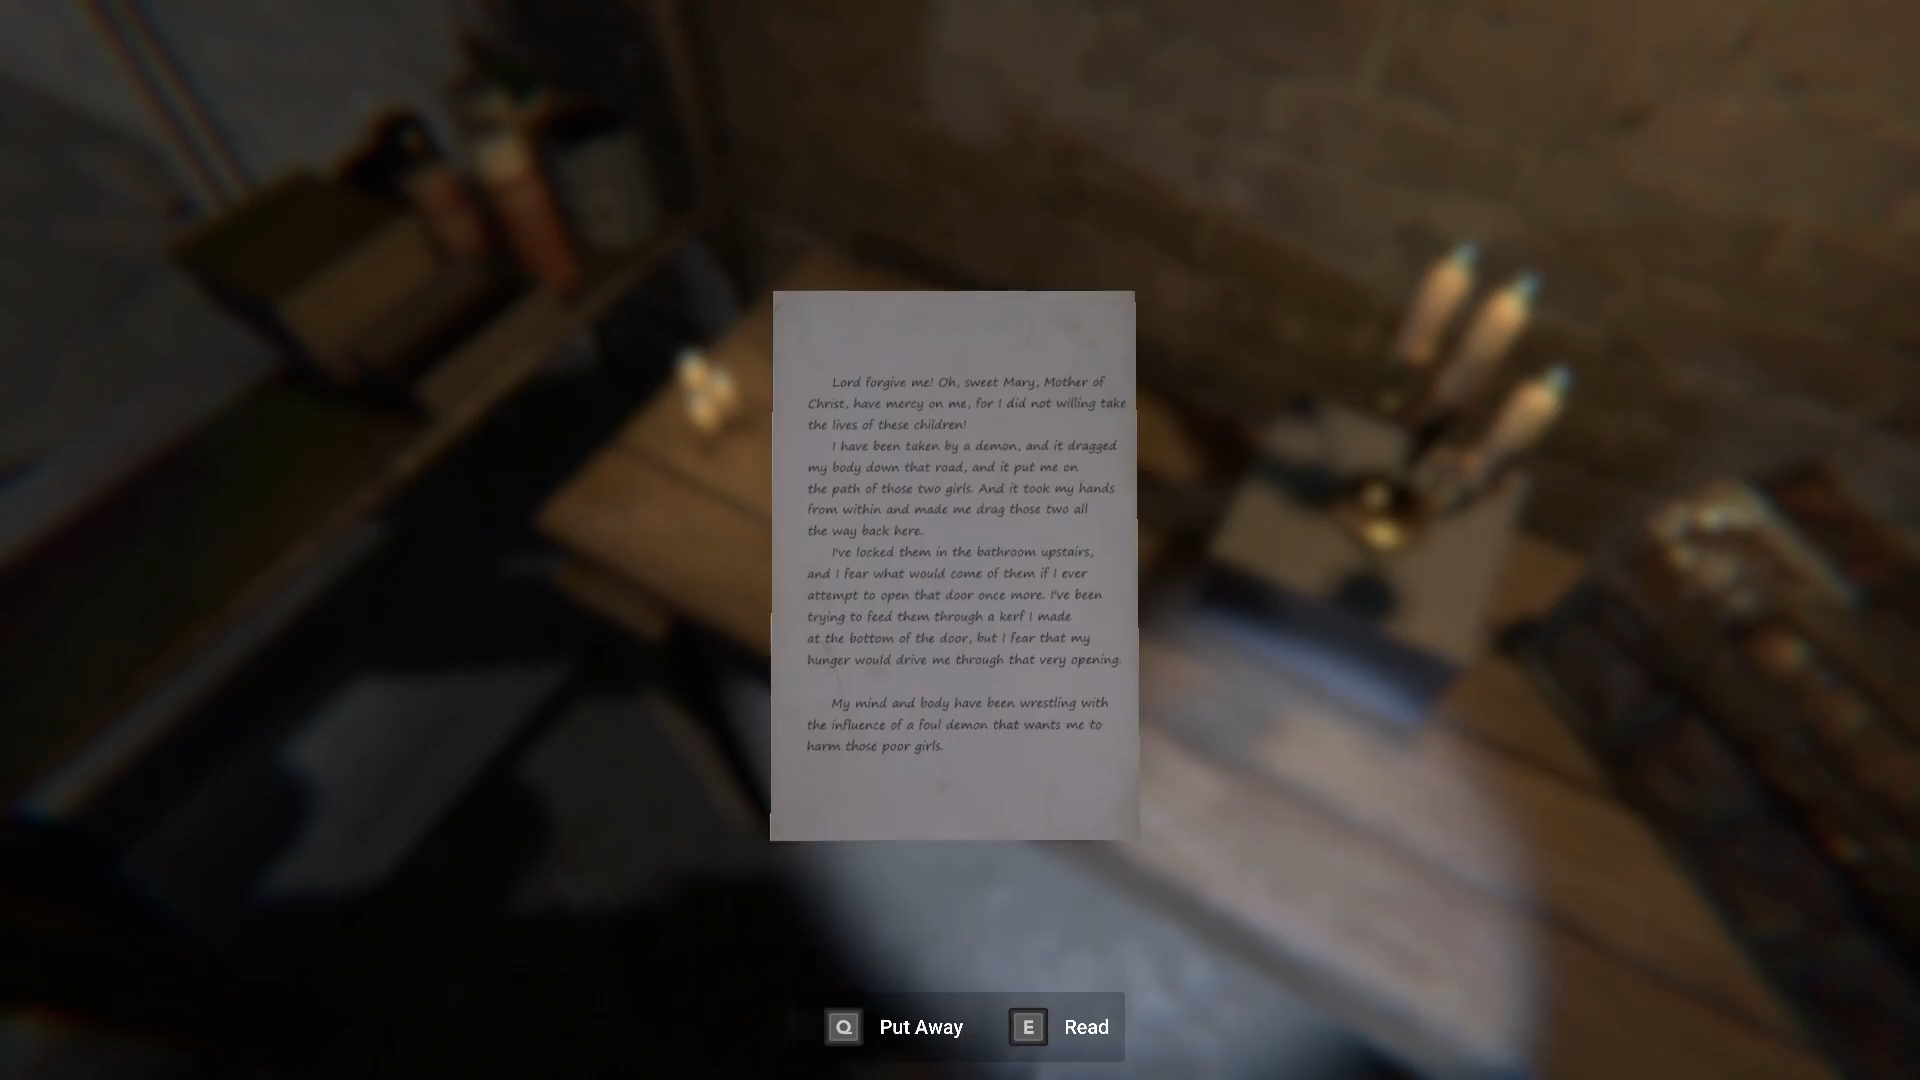 Lord forgive me! Oh, sweet Mary, Mother of
Christ, have mercy on me, for I did not willing take
the lives of these children!
I have been taken by a demon, and it dragged
my body down that road, and it put me on
the path of those two girls. And it took my hands
from within and made me drag those two all
the way back here.
I've locked them in the bathroom upstairs,
and I fear what would come of them if I ever
attempt to open that door once more. I've been
trying to feed them through a kerf I made
at the bottom of the door, but I fear that my
hunger would drive me through that very opening.
My mind and body have been wrestling with
the influence of a foul demon that wants me to
harm those poor girls.
Q Put Away E Read